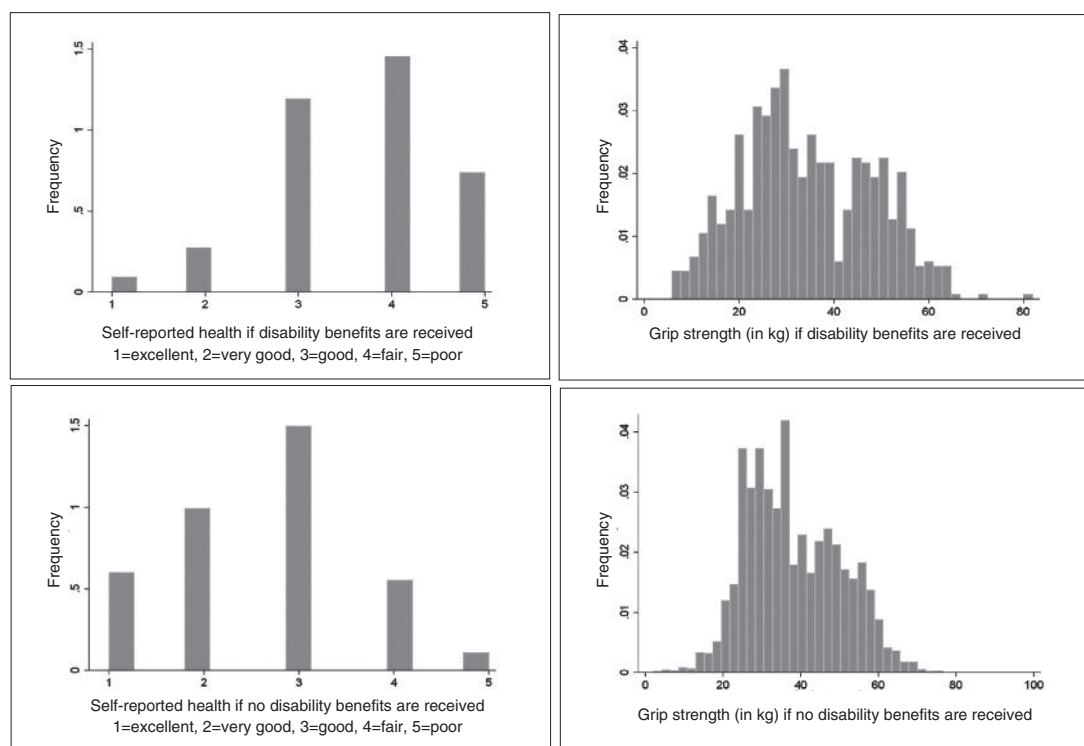 1.5
1
.5
0
Frequency
1 2 3 4 5
Self-reported health if disability benefits are received
1=excellent, 2=very good, 3=good, 4=fair, 5=poor
.04
.03
.02
.01
0
Frequency
0 20 40 60 80
Grip strength (in kg) if disability benefits are received
1.5
1
.5
0
Frequency
1 2 3 4 5
Self-reported health if no disability benefits are received
1=excellent, 2=very good, 3=good, 4=fair, 5=poor
.04
.03
.02
.01
0
Frequency
0 20 40 60 80 100
Grip strength (in kg) if no disability benefits are received